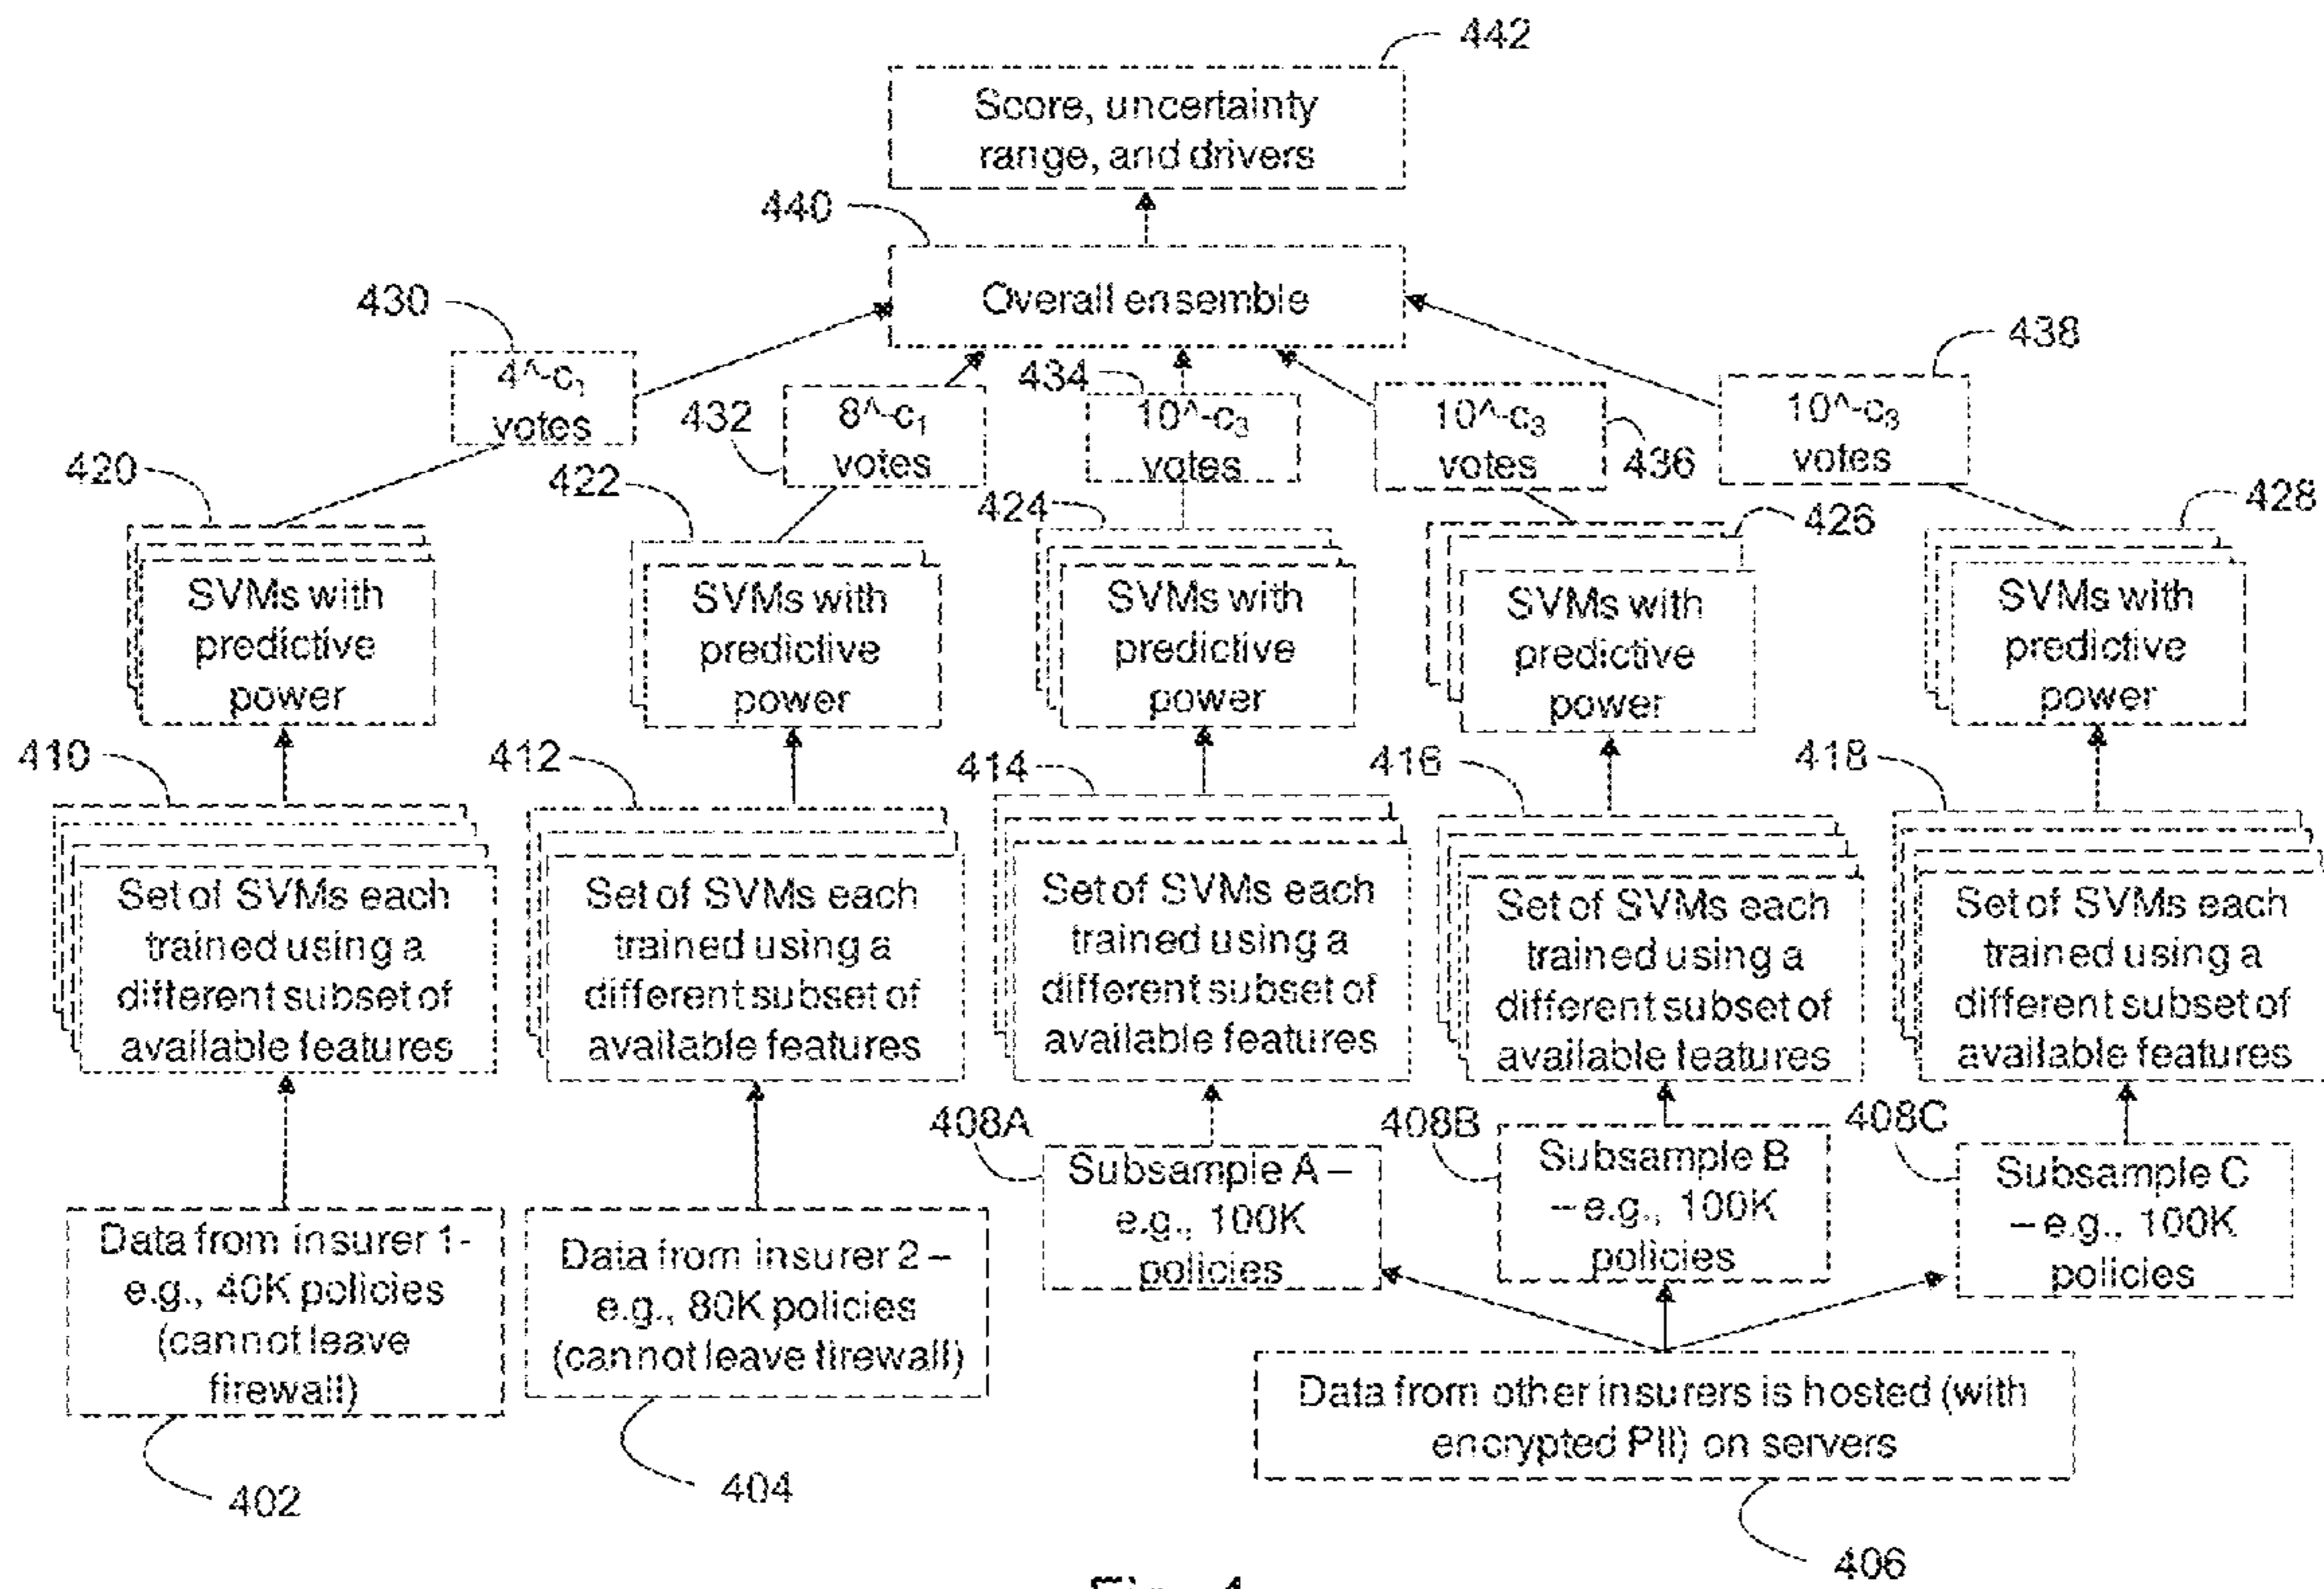 442
Score, uncertainty
range, and drivers
440
Overall ensemble
430
4^-c₁
votes
432
8^-c₁
votes
434
10^-c₃
votes
10^-c₃
votes
436
438
10^-c₃
votes
420
SVMs with
predictive
power
422
SVMs with
predictive
power
424
SVMs with
predictive
power
426
SVMs with
predictive
power
428
SVMs with
predictive
power
410
Set of SVMs each
trained using a
different subset of
available features
412
Set of SVMs each
trained using a
different subset of
available features
414
Set of SVMs each
trained using a
different subset of
available features
416
Set of SVMs each
trained using a
different subset of
available features
418
Set of SVMs each
trained using a
different subset of
available features
408A
Subsample A –
e.g., 100K
policies
408B
Subsample B
– e.g., 100K
policies
408C
Subsample C
– e.g., 100K
policies
Data from insurer 1-
e.g., 40K policies
(cannot leave
firewall)
402
Data from insurer 2 –
e.g., 80K policies
(cannot leave firewall)
404
Data from other insurers is hosted (with
encrypted PII) on servers
406